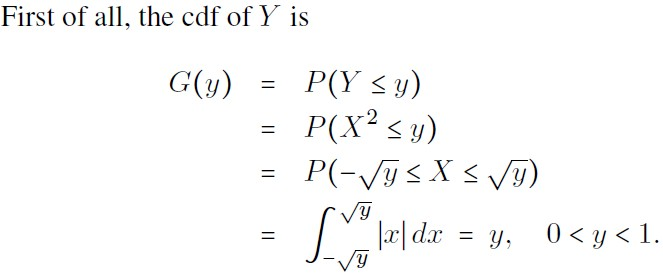 First of all, the cdf of Y is
G(y) = P(Y ≤ y)
= P(X² ≤ y)
= P(−√y ≤ X ≤ √y)
= ∫_{−√y}^{√y} |x| dx = y, 0 < y < 1.